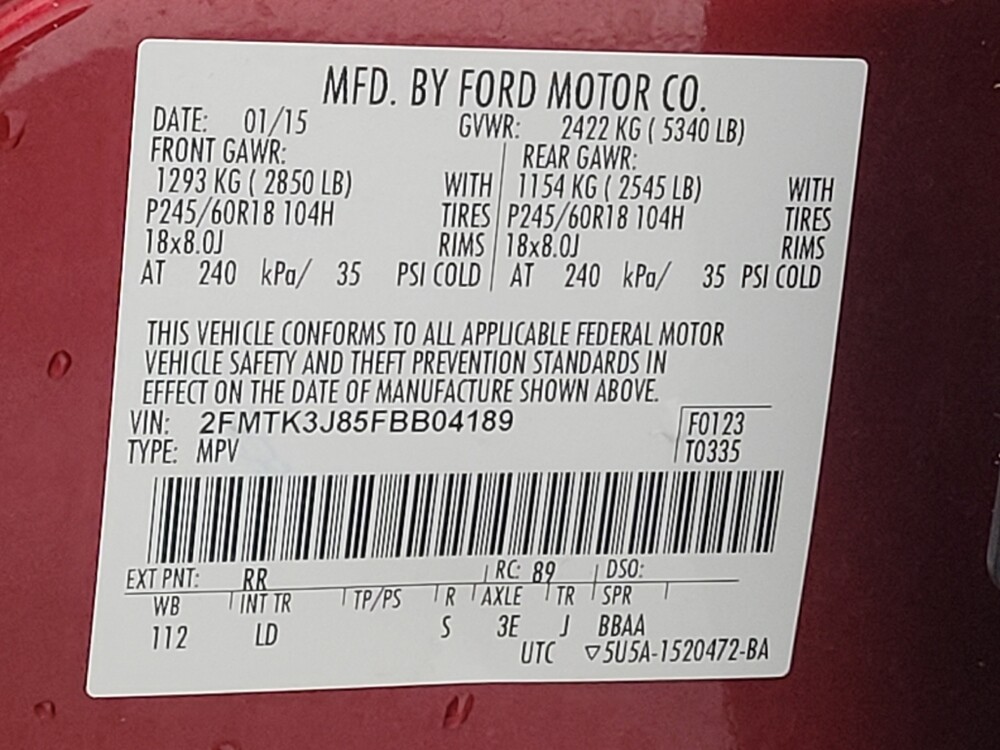 MFD. BY FORD MOTOR CO.
DATE: 01/15 GVWR: 2422 KG ( 5340 LB)
FRONT GAWR: REAR GAWR:
1293 KG ( 2850 LB) WITH 1154 KG ( 2545 LB) WITH
P245/60R18 104H TIRES P245/60R18 104H TIRES
18x8.0J RIMS 18x8.0J RIMS
AT 240 kPa/ 35 PSI COLD AT 240 kPa/ 35 PSI COLD
THIS VEHICLE CONFORMS TO ALL APPLICABLE FEDERAL MOTOR
VEHICLE SAFETY AND THEFT PREVENTION STANDARDS IN
EFFECT ON THE DATE OF MANUFACTURE SHOWN ABOVE.
VIN: 2FMTK3J85FBB04189 F0123
TYPE: MPV T0335
EXT PNT: RR RC: 89 DSO:
WB INT TR TP/PS R AXLE TR SPR
112 LD S 3E J BBAA
UTC ▽5U5A-1520472-BA